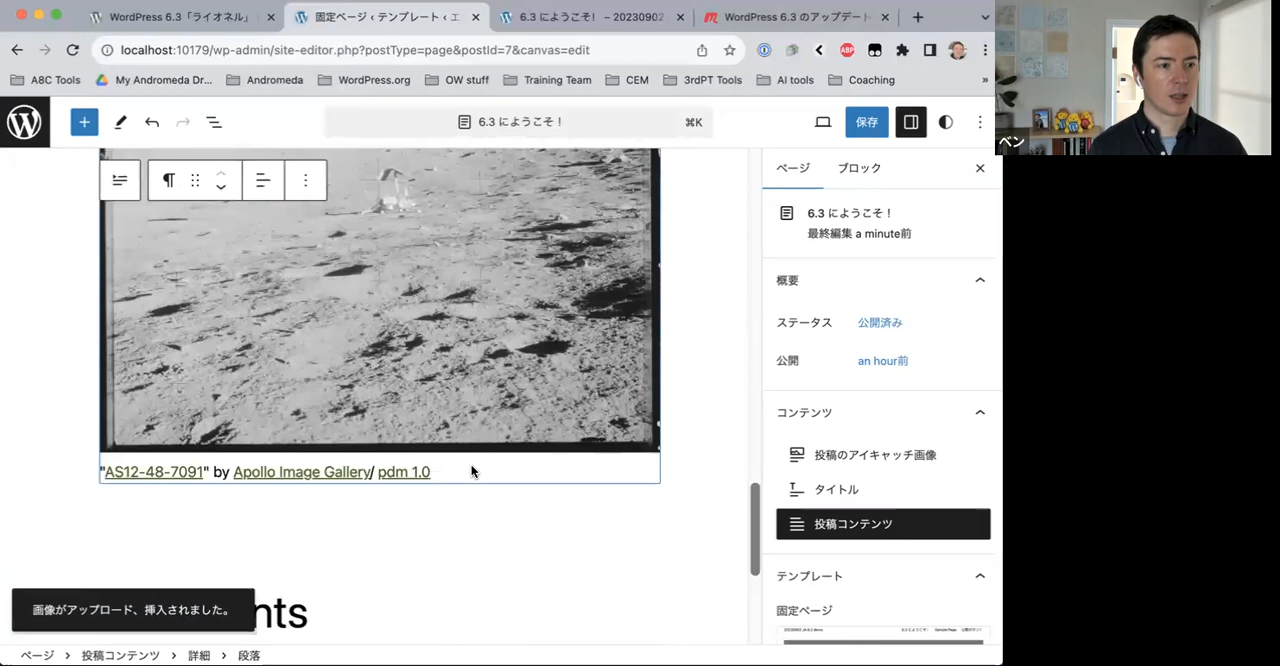 WordPress 6.3「ライオネル」
固定ページ ‹ テンプレート ‹ エ
6.3 にようこそ! – 20230902
WordPress 6.3 のアップデート
localhost:10179/wp-admin/site-editor.php?postType=page&postId=7&canvas=edit
ABP
A8C Tools
My Andromeda Dr...
Andromeda
WordPress.org
OW stuff
Training Team
CEM
3rdPT Tools
AI tools
Coaching
»
6.3 にようこそ !
⌘K
保存
ベン
ページ
ブロック
6.3 にようこそ !
最終編集 a minute前
概要
ステータス
公開済み
公開
an hour前
コンテンツ
投稿のアイキャッチ画像
タイトル
投稿コンテンツ
テンプレート
固定ページ
"AS12-48-7091" by Apollo Image Gallery/ pdm 1.0
nts
画像がアップロード、挿入されました。
ページ › 投稿コンテンツ › 詳細 › 段落